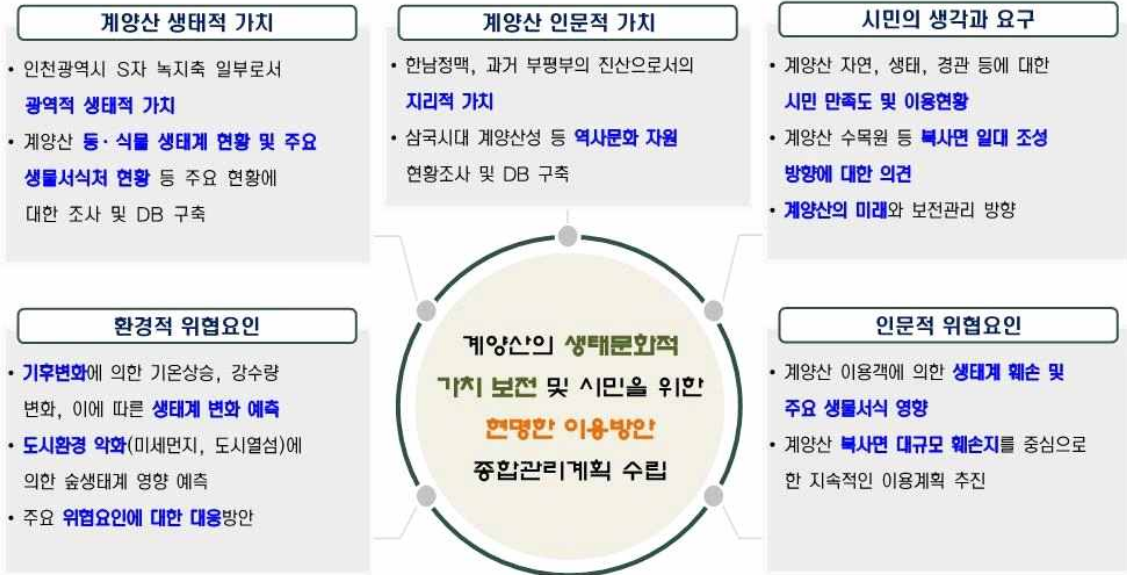 계양산 생태적 가치
• 인천광역시 S자 녹지축 일부로서
광역적 생태적 가치
• 계양산 동·식물 생태계 현황 및 주요
생물서식처 현황 등 주요 현황에
대한 조사 및 DB 구축
계양산 인문적 가치
• 한남정맥, 과거 부평부의 진산으로서의
지리적 가치
• 삼국시대 계양산성 등 역사문화 자원
현황조사 및 DB 구축
시민의 생각과 요구
• 계양산 자연, 생태, 경관 등에 대한
시민 만족도 및 이용현황
• 계양산 수목원 등 북사면 일대 조성
방향에 대한 의견
• 계양산의 미래와 보전관리 방향
환경적 위협요인
• 기후변화에 의한 기온상승, 강수량
변화, 이에 따른 생태계 변화 예측
• 도시환경 악화(미세먼지, 도시열섬)에
의한 숲생태계 영향 예측
• 주요 위협요인에 대한 대응방안
계양산의 생태문화적
가치 보전 및 시민을 위한
현명한 이용방안
종합관리계획 수립
인문적 위협요인
• 계양산 이용객에 의한 생태계 훼손 및
주요 생물서식 영향
• 계양산 북사면 대규모 훼손지를 중심으로
한 지속적인 이용계획 추진